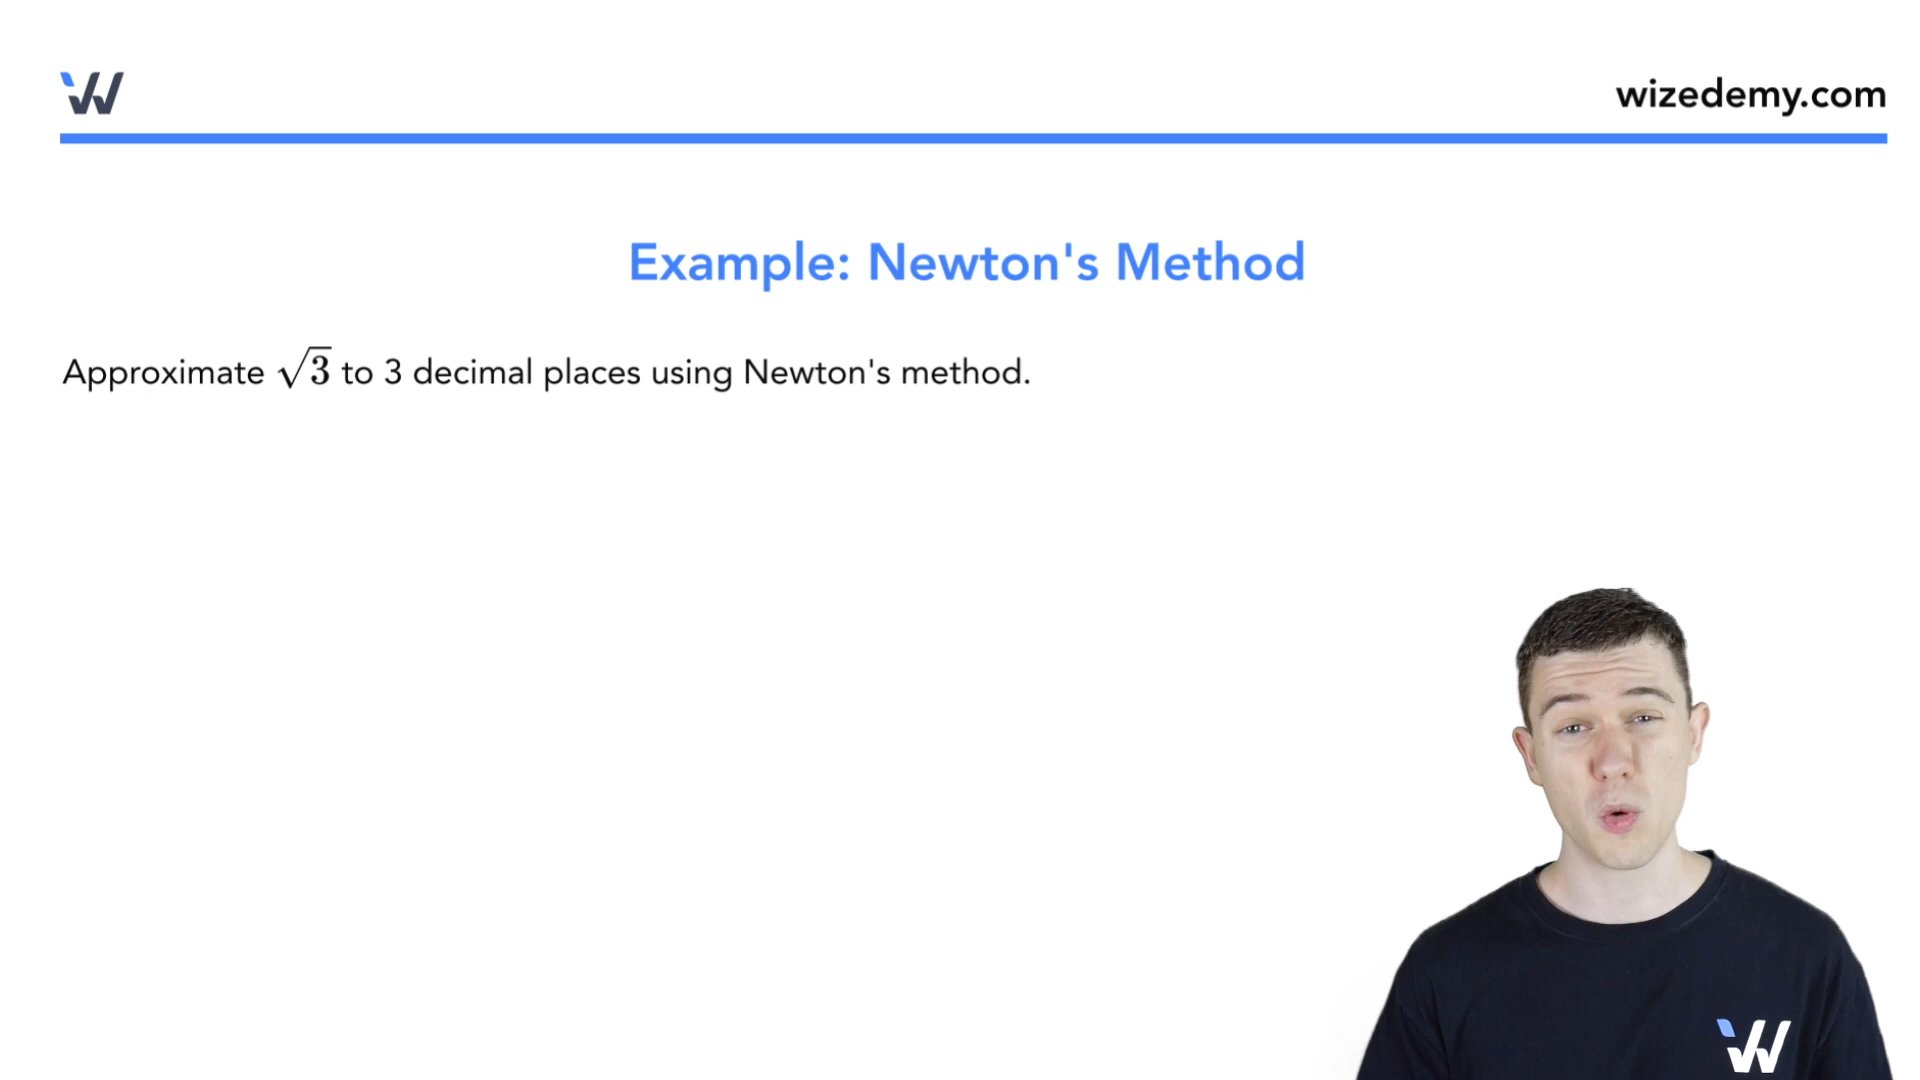 W
wizedemy.com
Example: Newton's Method
Approximate √3 to 3 decimal places using Newton's method.
W